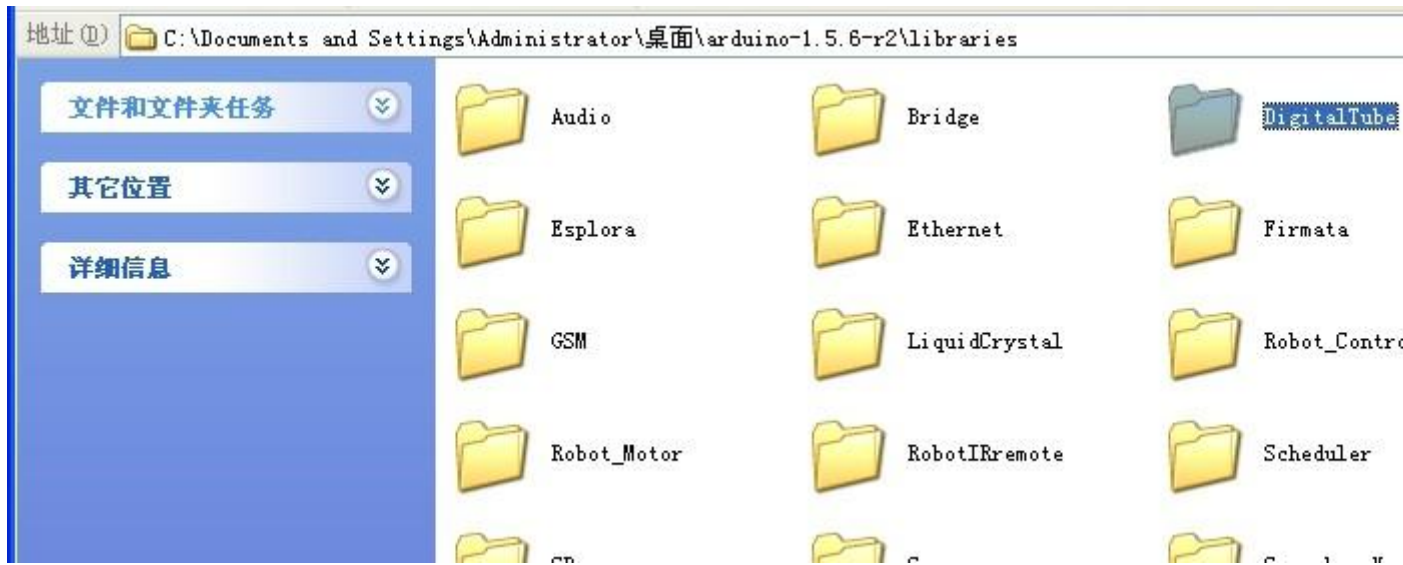 地址(D) C:\Documents and Settings\Administrator\桌面\arduino-1.5.6-r2\libraries
文件和文件夹任务
其它位置
详细信息
Audio Bridge DigitalTube
Esplora Ethernet Firmata
GSM LiquidCrystal
Robot_Motor RobotIRremote Scheduler